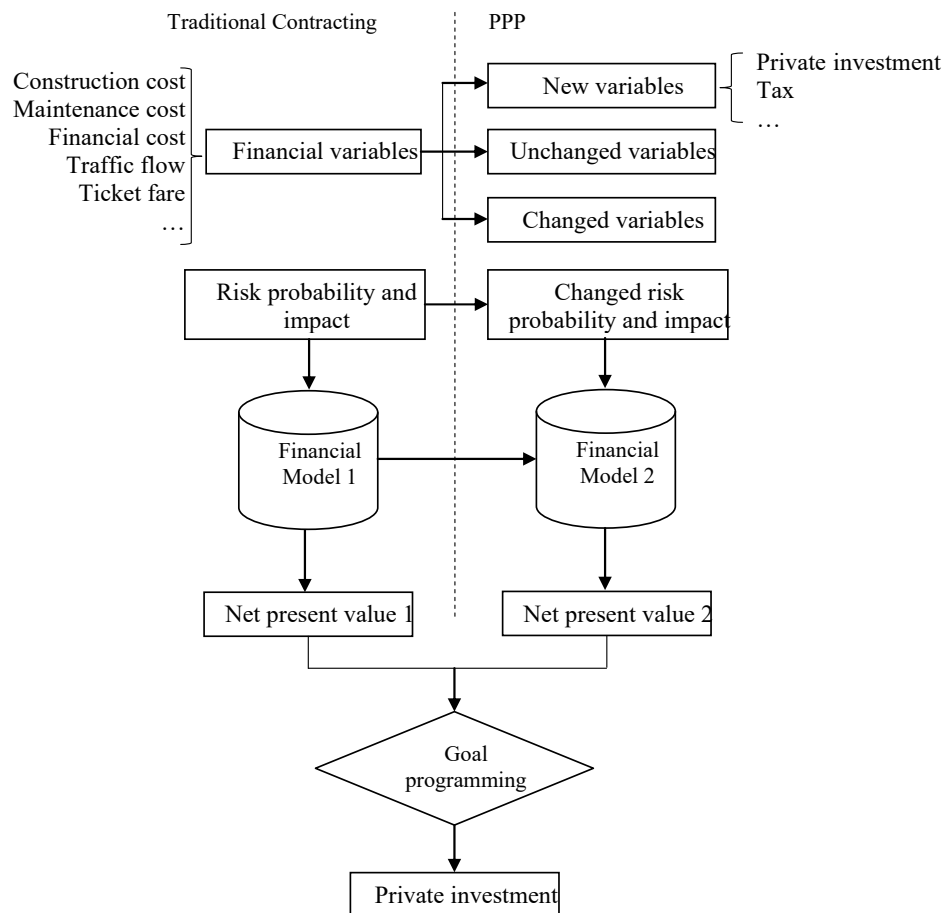 Traditional Contracting
PPP
Construction cost
Maintenance cost
Financial cost
Traffic flow
Ticket fare
…
Financial variables
New variables
Unchanged variables
Changed variables
Private investment
Tax
…
Risk probability and
impact
Changed risk
probability and impact
Financial
Model 1
Financial
Model 2
Net present value 1
Net present value 2
Goal
programming
Private investment